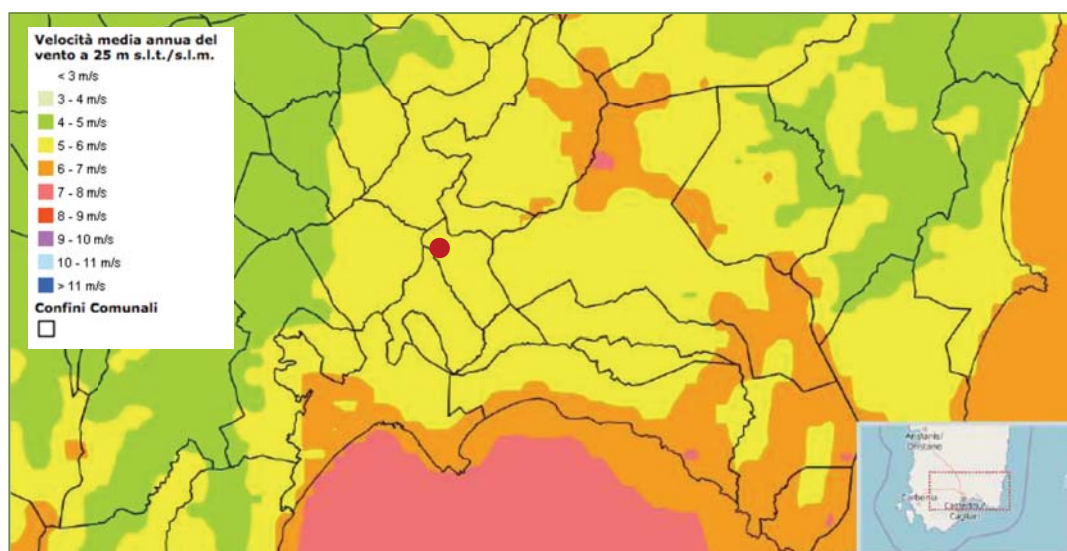 Velocità media annua del
vento a 25 m s.l.t./s.l.m.
< 3 m/s
3 - 4 m/s
4 - 5 m/s
5 - 6 m/s
6 - 7 m/s
7 - 8 m/s
8 - 9 m/s
9 - 10 m/s
10 - 11 m/s
> 11 m/s
Confini Comunali
Aristanis/
Oristano
Carbonia
Cagliari